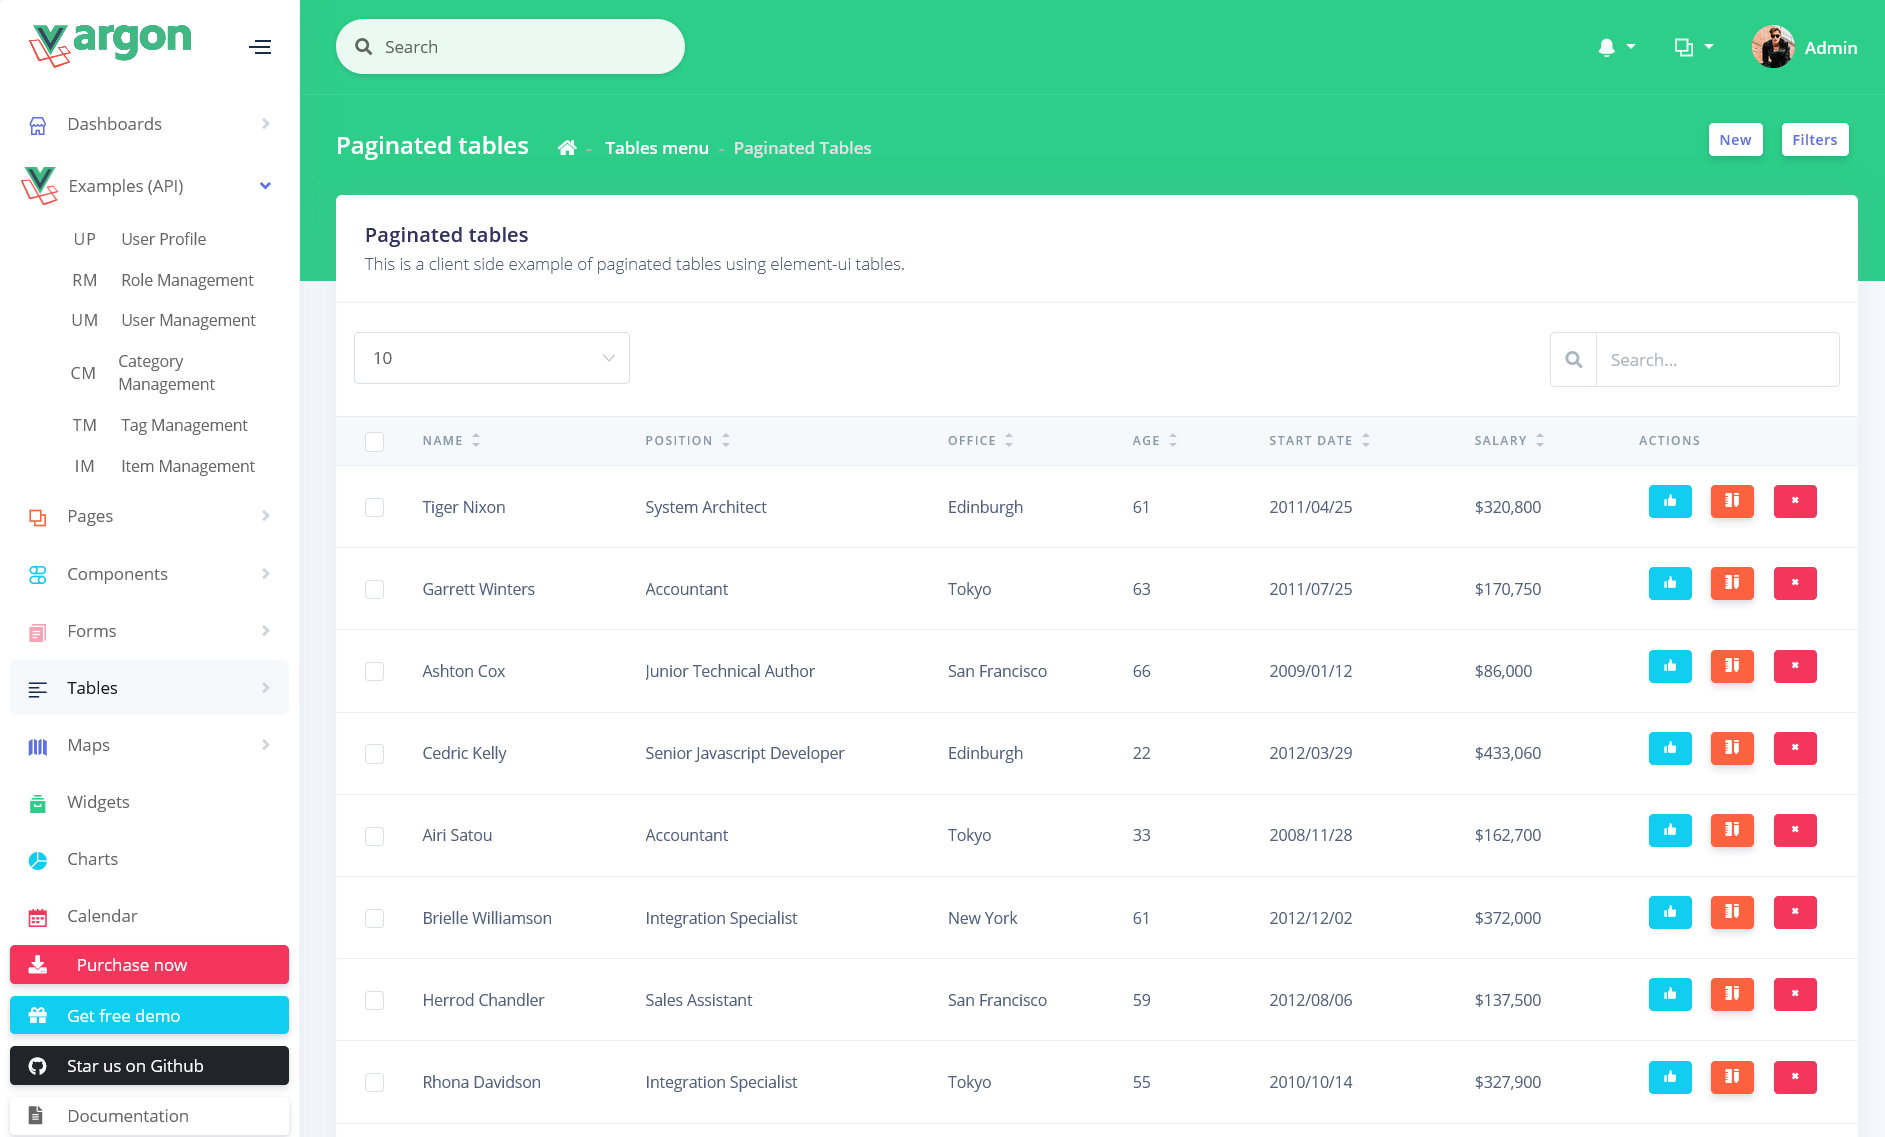 argon
Search
Admin
Dashboards
Examples (API)
UP User Profile
RM Role Management
UM User Management
CM Category
Management
TM Tag Management
IM Item Management
Pages
Components
Forms
Tables
Maps
Widgets
Charts
Calendar
Purchase now
Get free demo
Star us on Github
Documentation
Paginated tables - Tables menu - Paginated Tables
New Filters
Paginated tables
This is a client side example of paginated tables using element-ui tables.
10
Search...
NAME POSITION OFFICE AGE START DATE SALARY ACTIONS
Tiger Nixon System Architect Edinburgh 61 2011/04/25 $320,800
Garrett Winters Accountant Tokyo 63 2011/07/25 $170,750
Ashton Cox Junior Technical Author San Francisco 66 2009/01/12 $86,000
Cedric Kelly Senior Javascript Developer Edinburgh 22 2012/03/29 $433,060
Airi Satou Accountant Tokyo 33 2008/11/28 $162,700
Brielle Williamson Integration Specialist New York 61 2012/12/02 $372,000
Herrod Chandler Sales Assistant San Francisco 59 2012/08/06 $137,500
Rhona Davidson Integration Specialist Tokyo 55 2010/10/14 $327,900